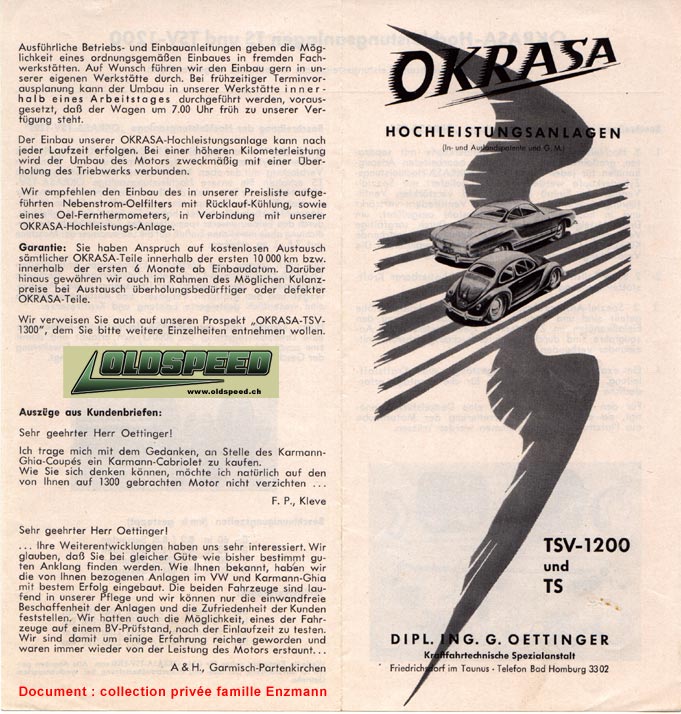 Ausführliche Betriebs- und Einbauanleitungen geben die Mög-
lichkeit eines ordnungsgemäßen Einbaues in fremden Fach-
werkstätten. Auf Wunsch führen wir den Einbau gern in un-
serer eigenen Werkstätte durch. Bei frühzeitiger Terminvor-
ausplanung kann der Umbau in unserer Werkstätte inner-
halb eines Arbeitstages durchgeführt werden, voraus-
gesetzt, daß der Wagen um 7.00 Uhr früh zu unserer Ver-
fügung steht.
Der Einbau unserer OKRASA-Hochleistungsanlage kann nach
jeder Laufzeit erfolgen. Bei einer höheren Kilometerleistung
wird der Umbau des Motors zweckmäßig mit einer Über-
holung des Triebwerks verbunden.
Wir empfehlen den Einbau des in unserer Preisliste aufge-
führten Nebenstrom-Oelfilters mit Rücklauf-Kühlung, sowie
eines Oel-Fernthermometers, in Verbindung mit unserer
OKRASA-Hochleistungs-Anlage.
Garantie: Sie haben Anspruch auf kostenlosen Austausch
sämtlicher OKRASA-Teile innerhalb der ersten 10 000 km bzw.
innerhalb der ersten 6 Monate ab Einbaudatum. Darüber
hinaus gewähren wir auch im Rahmen des Möglichen Kulanz-
preise bei Austausch überholungsbedürftiger oder defekter
OKRASA-Teile.
Wir verweisen Sie auch auf unseren Prospekt „OKRASA-TSV-
1300", dem Sie bitte weitere Einzelheiten entnehmen wollen.
OLDSPEED
www.oldspeed.ch
Auszüge aus Kundenbriefen:
Sehr geehrter Herr Oettinger!
Ich trage mich mit dem Gedanken, an Stelle des Karmann-
Ghia-Coupés ein Karmann-Cabriolet zu kaufen.
Wie Sie sich denken können, möchte ich natürlich auf den
von Ihnen auf 1300 gebrachten Motor nicht verzichten ...
F. P., Kleve
Sehr geehrter Herr Oettinger!
... Ihre Weiterentwicklungen haben uns sehr interessiert. Wir
glauben, daß Sie bei gleicher Güte wie bisher bestimmt gu-
ten Anklang finden werden. Wie Ihnen bekannt, haben wir
die von Ihnen bezogenen Anlagen im VW und Karmann-Ghia
mit bestem Erfolg eingebaut. Die beiden Fahrzeuge sind lau-
fend in unserer Pflege und wir können nur die einwandfreie
Beschaffenheit der Anlagen und die Zufriedenheit der Kunden
feststellen. Wir hatten auch die Möglichkeit, eines der Fahr-
zeuge auf einem BV-Prüfstand, nach der Einlaufzeit zu testen.
Wir sind damit um einige Erfahrung reicher geworden und
waren immer wieder von der Leistung des Motors erstaunt...
A & H., Garmisch-Partenkirchen
Document : collection privée famille Enzmann
OKRASA
HOCHLEISTUNGSANLAGEN
(In- und Auslandspatente und G. M.)
TSV-1200
und
TS
DIPL. ING. G. OETTINGER
Kraftfahrtechnische Spezialanstalt
Friedrichsdorf im Taunus · Telefon Bad Homburg 3302